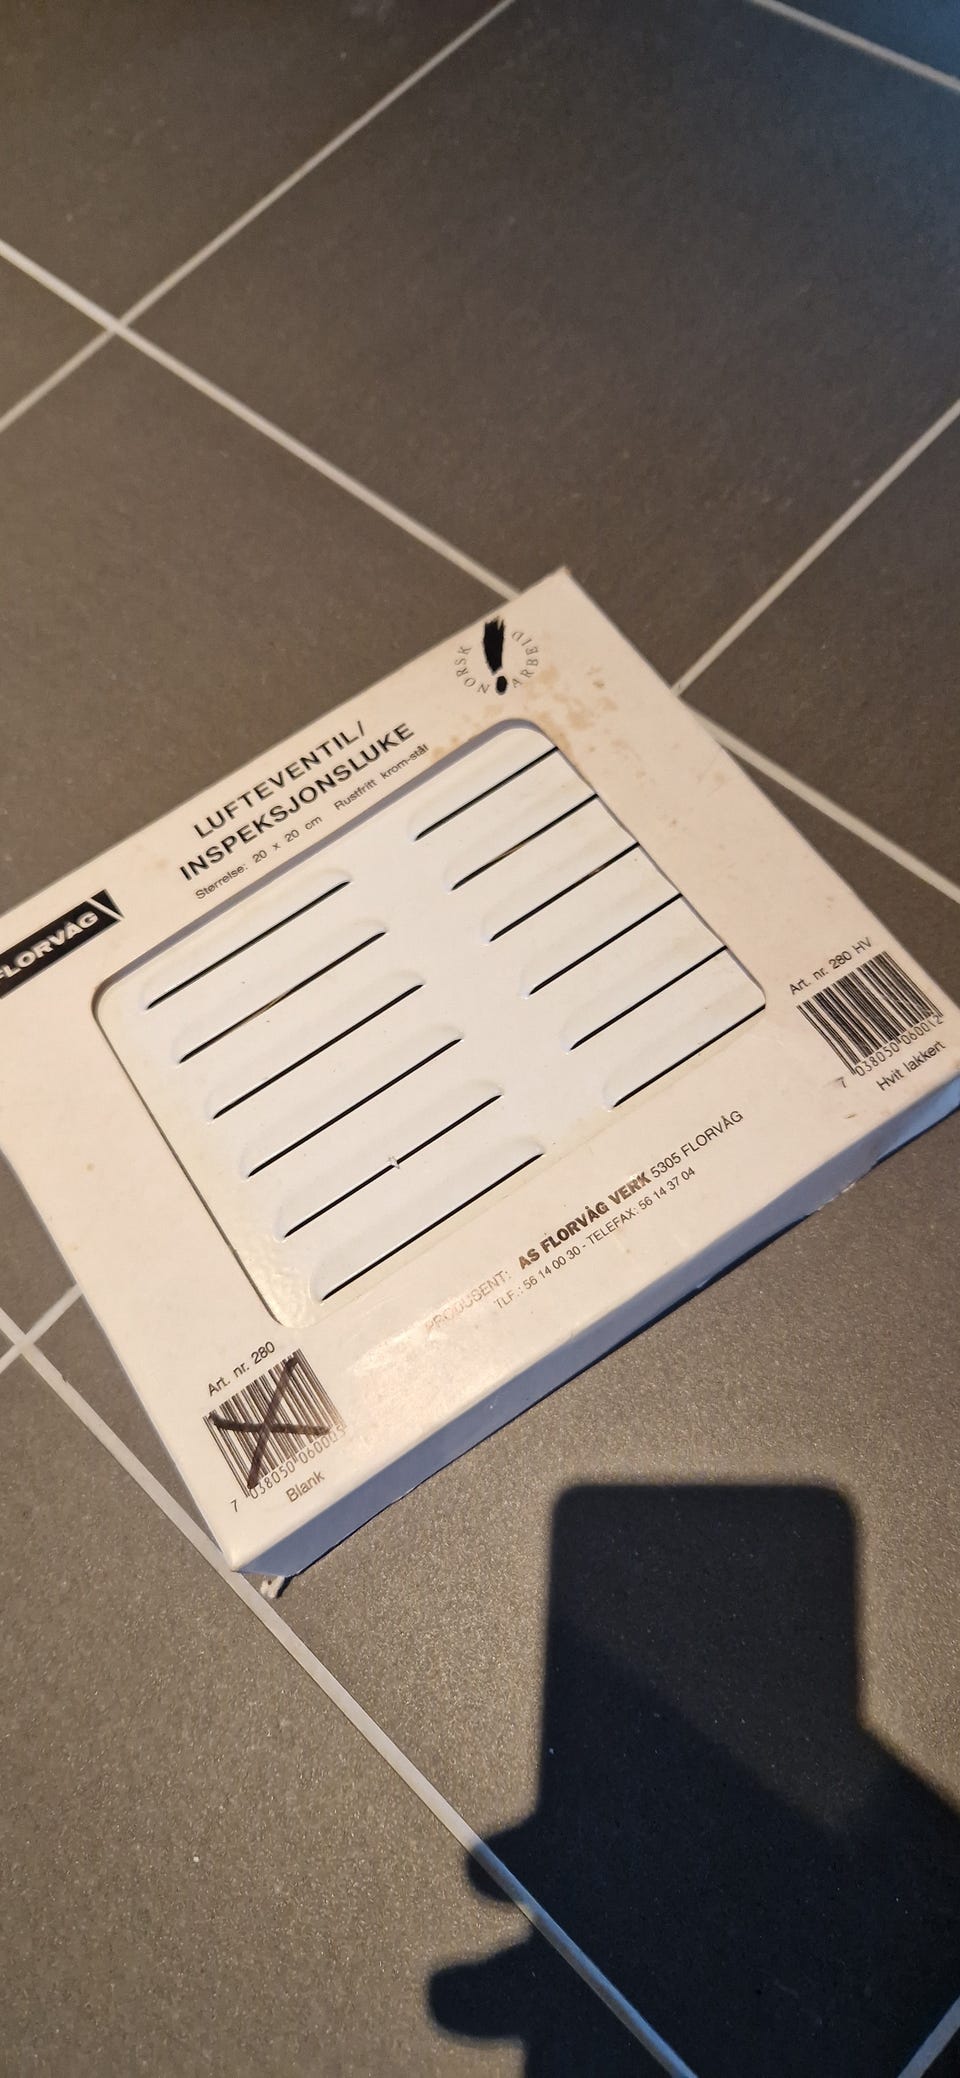 NORSK ARBEID
LUFTEVENTIL/
INSPEKSJONSLUKE
Størrelse: 20 x 20 cm Rustfritt krom-stål
FLORVÅG
Art. nr. 280 HV
7 038050 060012
Hvit lakkert
PRODUSENT: AS FLORVÅG VERK 5305 FLORVÅG
TLF.: 56 14 00 30 - TELEFAX: 56 14 37 04
Art. nr. 280
7 038050 060005
Blank